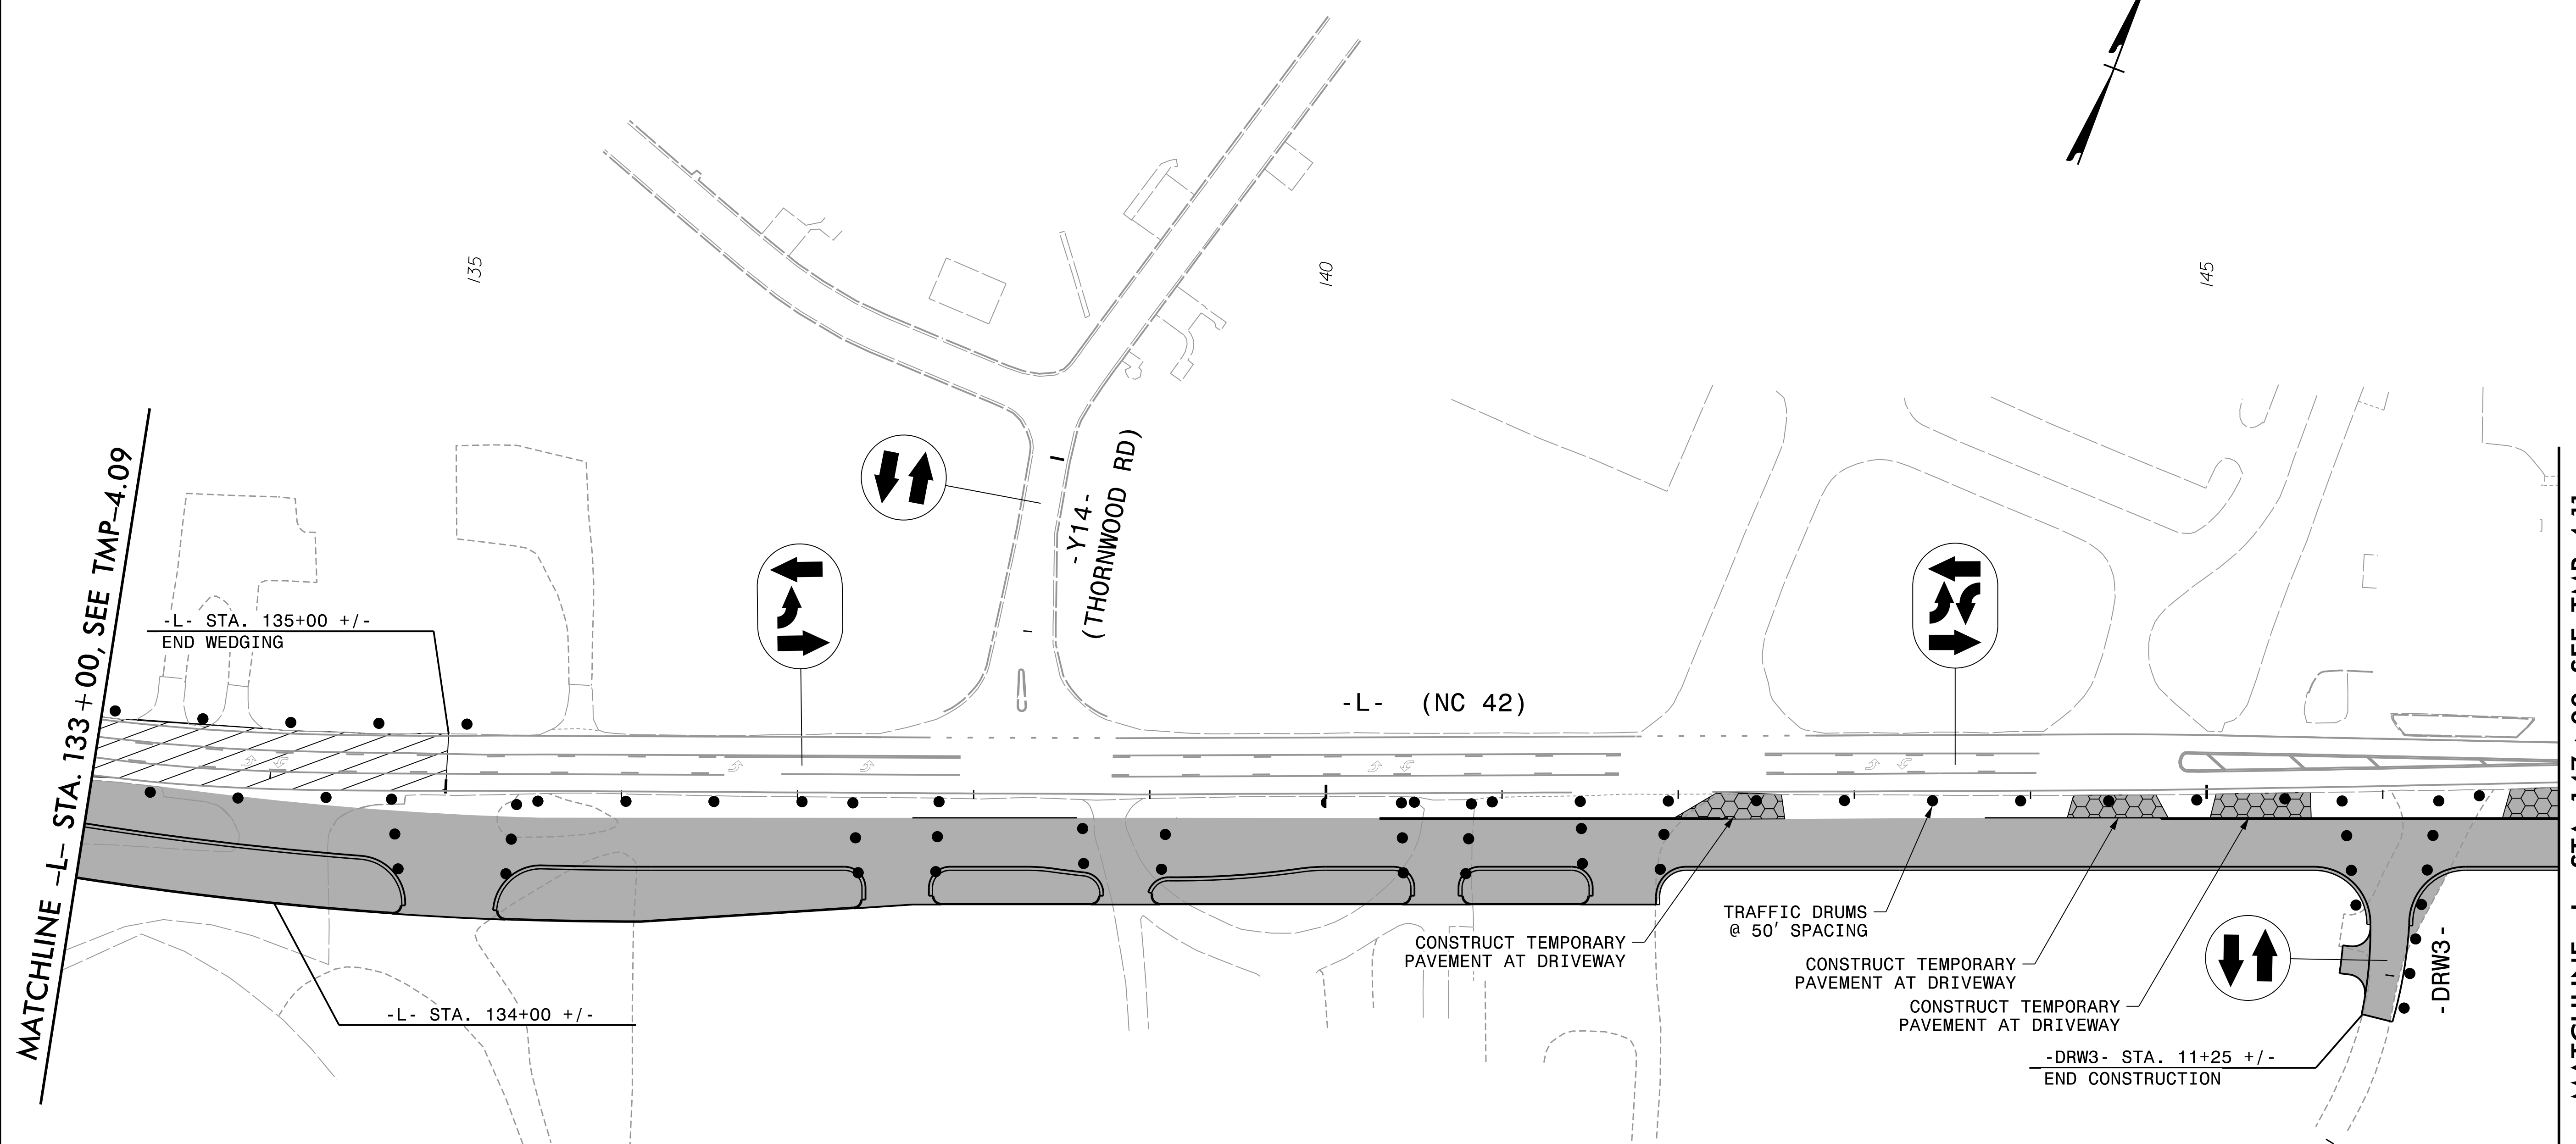 135
140
145
MATCHLINE -L- STA. 133+00, SEE TMP-4.09
-L- STA. 135+00 +/-
END WEDGING
-Y14-
(THORNWOOD RD)
-L- (NC 42)
TRAFFIC DRUMS
@ 50' SPACING
CONSTRUCT TEMPORARY
PAVEMENT AT DRIVEWAY
CONSTRUCT TEMPORARY
PAVEMENT AT DRIVEWAY
CONSTRUCT TEMPORARY
PAVEMENT AT DRIVEWAY
-L- STA. 134+00 +/-
-DRW3- STA. 11+25 +/-
END CONSTRUCTION
-DRW3-